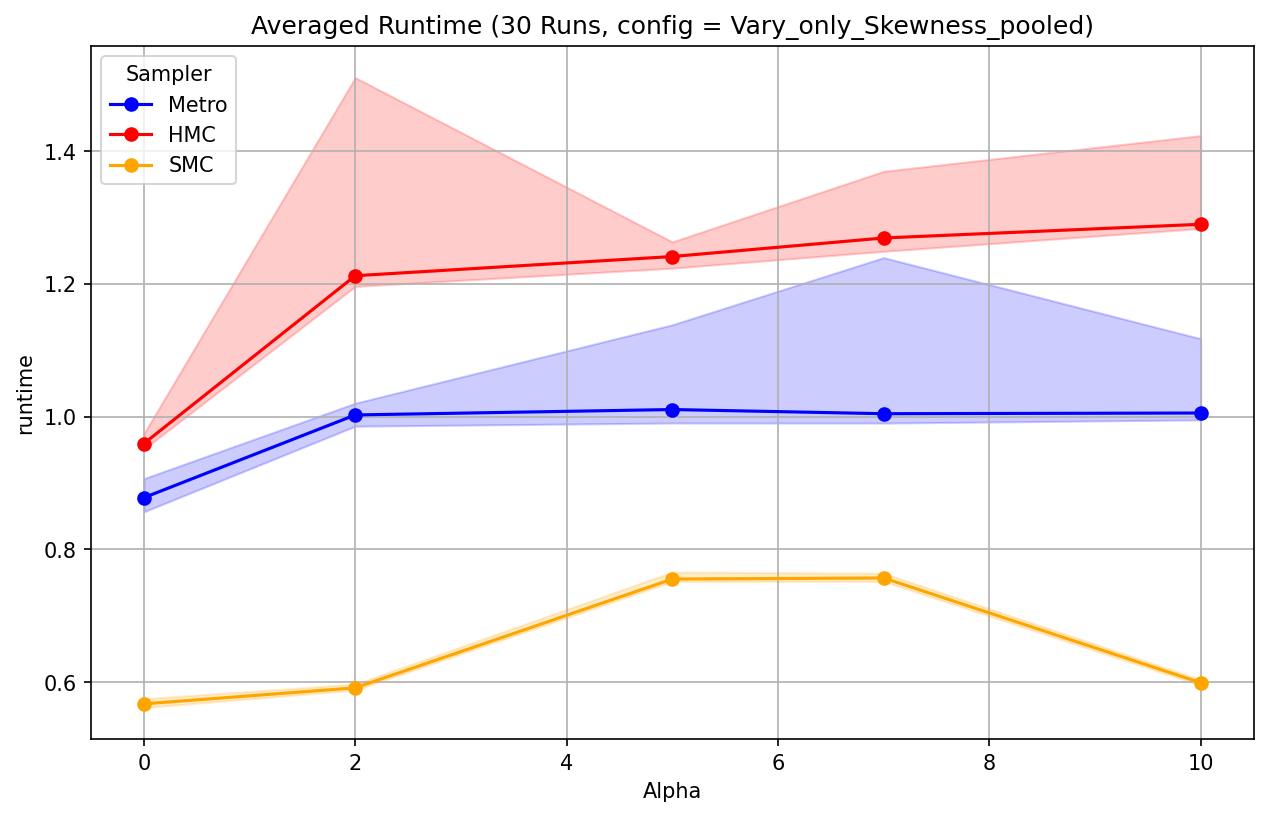 Averaged Runtime (30 Runs, config = Vary_only_Skewness_pooled)
Sampler
Metro
HMC
SMC
1.4
1.2
1.0
0.8
0.6
runtime
0
2
4
6
8
10
Alpha